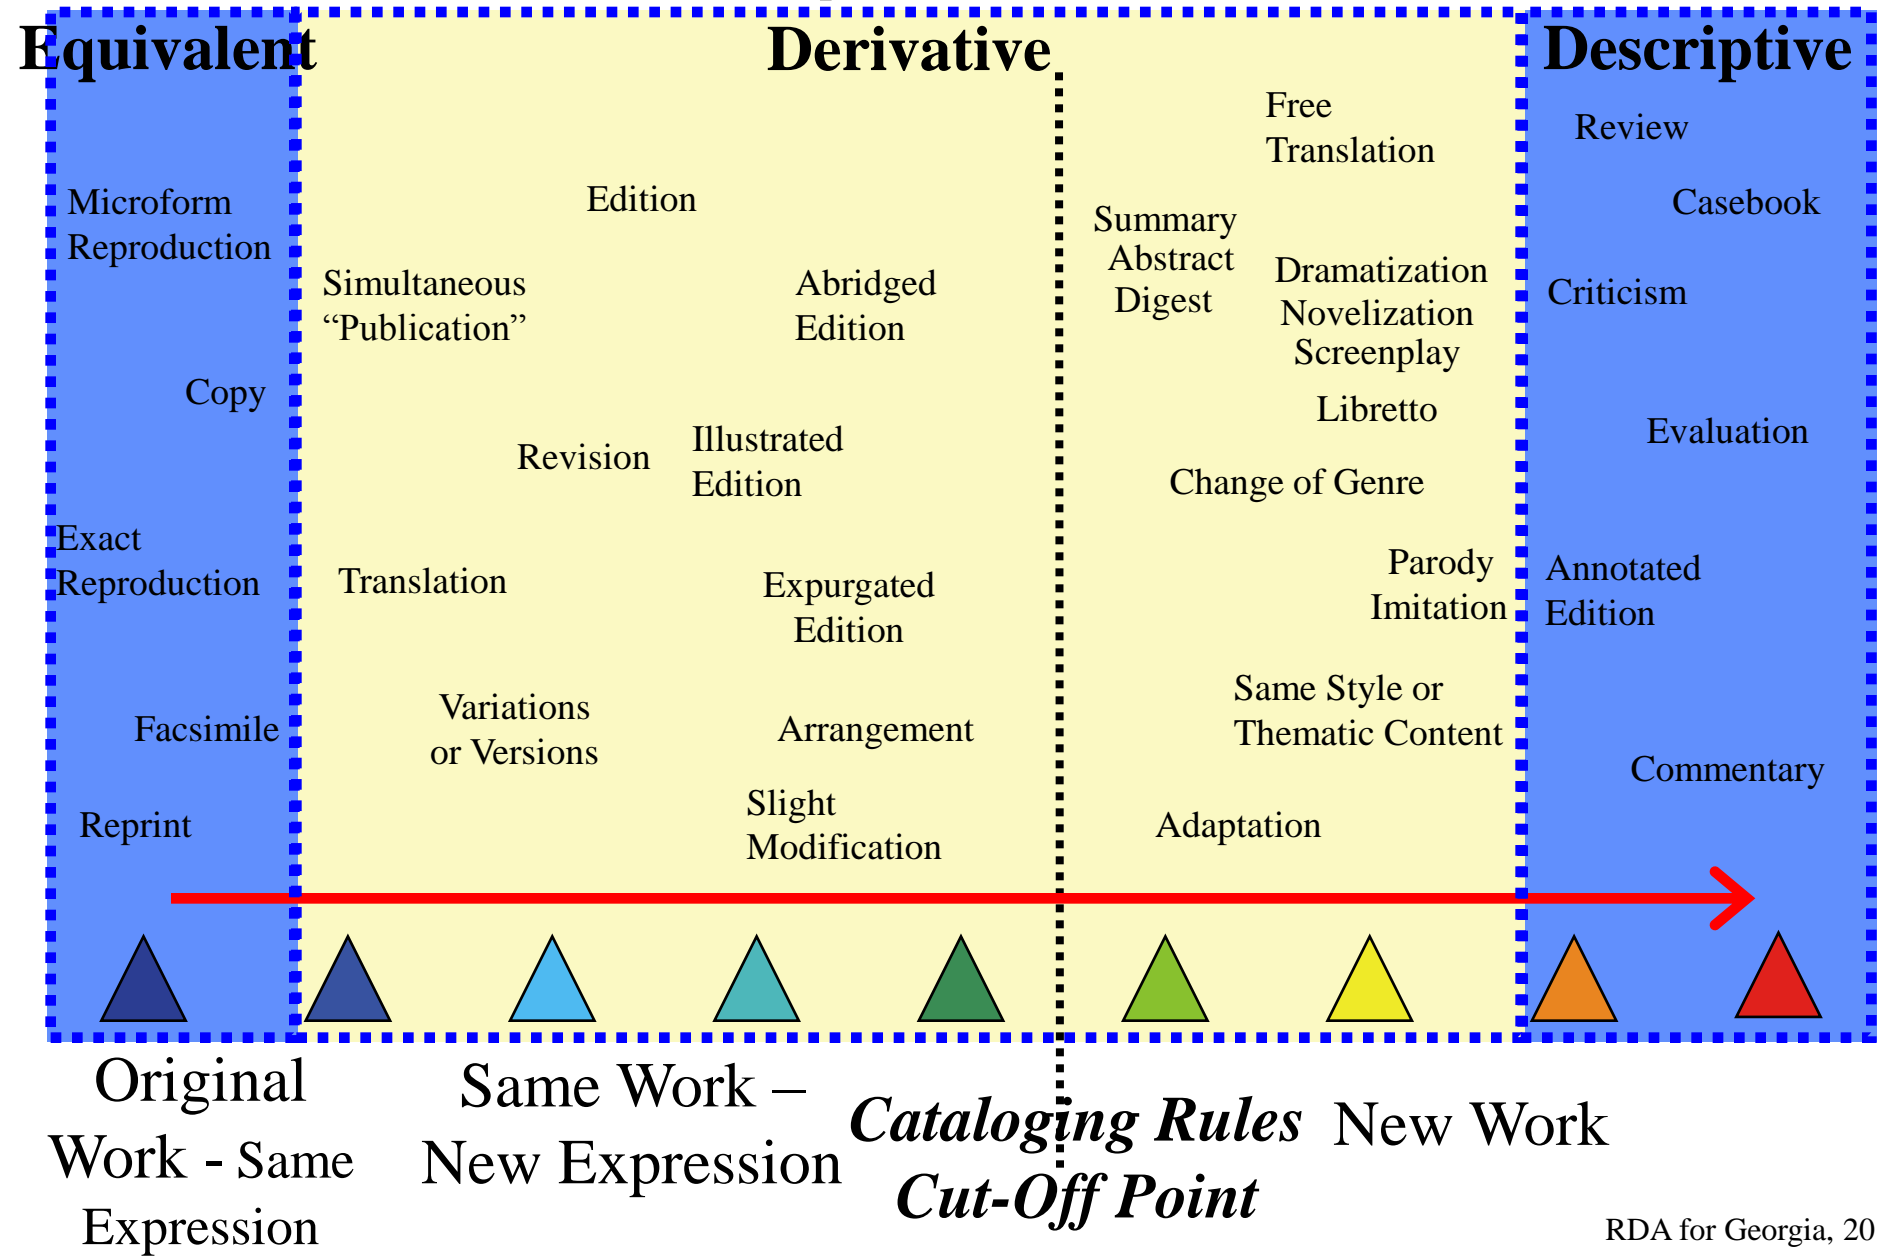 Equivalent
Derivative
Descriptive
Microform
Reproduction
Copy
Exact
Reproduction
Facsimile
Reprint
Edition
Simultaneous
“Publication”
Abridged
Edition
Revision
Illustrated
Edition
Translation
Expurgated
Edition
Variations
or Versions
Arrangement
Slight
Modification
Free
Translation
Summary
Abstract
Digest
Dramatization
Novelization
Screenplay
Libretto
Change of Genre
Parody
Imitation
Same Style or
Thematic Content
Adaptation
Review
Casebook
Criticism
Evaluation
Annotated
Edition
Commentary
Original
Work - Same
Expression
Same Work –
New Expression
Cataloging Rules
Cut-Off Point
New Work
RDA for Georgia, 20